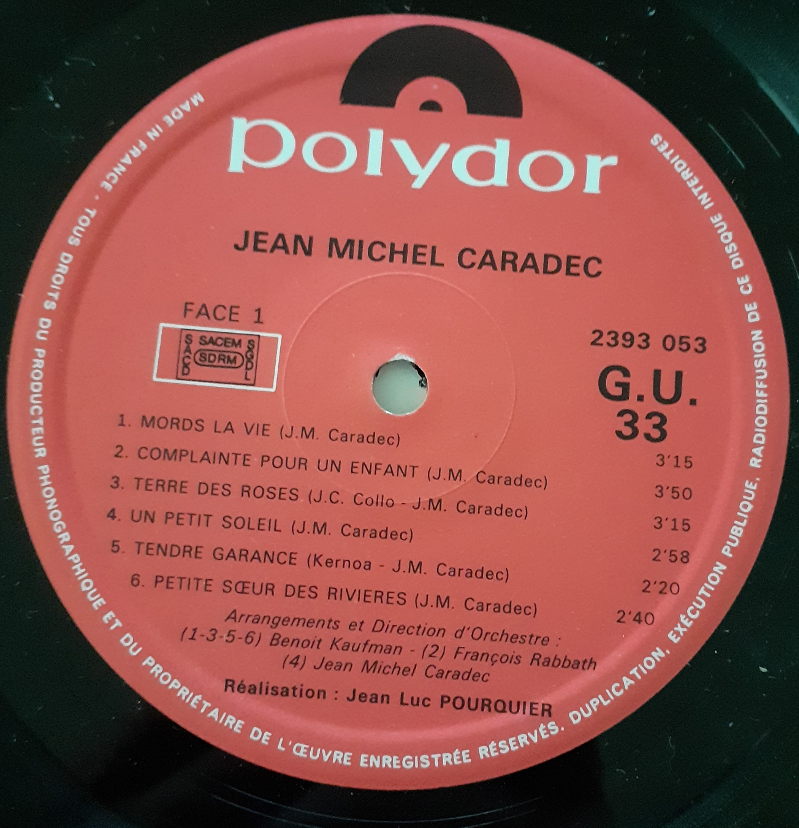 polydor
JEAN MICHEL CARADEC
FACE 1
SACEM
SACD
SDRM
SGDL
2393 053
G.U.
33
1. MORDS LA VIE (J.M. Caradec) 3'15
2. COMPLAINTE POUR UN ENFANT (J.M. Caradec) 3'50
3. TERRE DES ROSES (J.C. Collo - J.M. Caradec) 3'15
4. UN PETIT SOLEIL (J.M. Caradec) 2'58
5. TENDRE GARANCE (Kernoa - J.M. Caradec) 2'20
6. PETITE SŒUR DES RIVIERES (J.M. Caradec) 2'40
Arrangements et Direction d'Orchestre :
(1-3-5-6) Benoit Kaufman - (2) François Rabbath
(4) Jean Michel Caradec
Réalisation : Jean Luc POURQUIER
MADE IN FRANCE · TOUS DROITS DU PRODUCTEUR PHONOGRAPHIQUE ET DU PROPRIÉTAIRE DE L'ŒUVRE ENREGISTRÉE RÉSERVÉS. DUPLICATION, EXÉCUTION PUBLIQUE, RADIODIFFUSION DE CE DISQUE INTERDITES